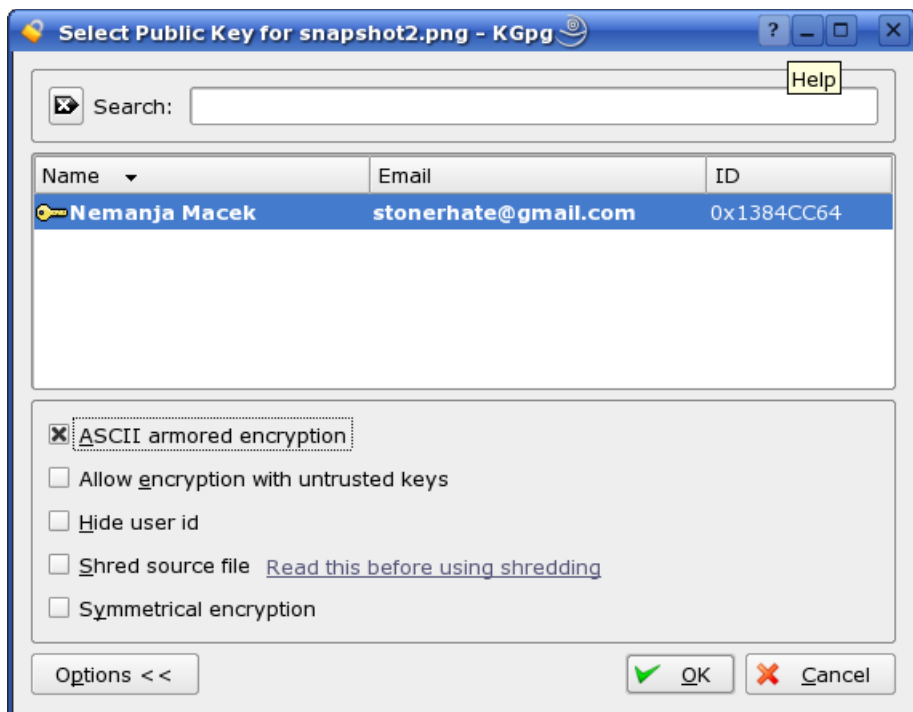 Select Public Key for snapshot2.png – KGpg
?
Help
Search:
Name Email ID
Nemanja Macek stonerhate@gmail.com 0x1384CC64
ASCII armored encryption
Allow encryption with untrusted keys
Hide user id
Shred source file Read this before using shredding
Symmetrical encryption
Options << OK Cancel